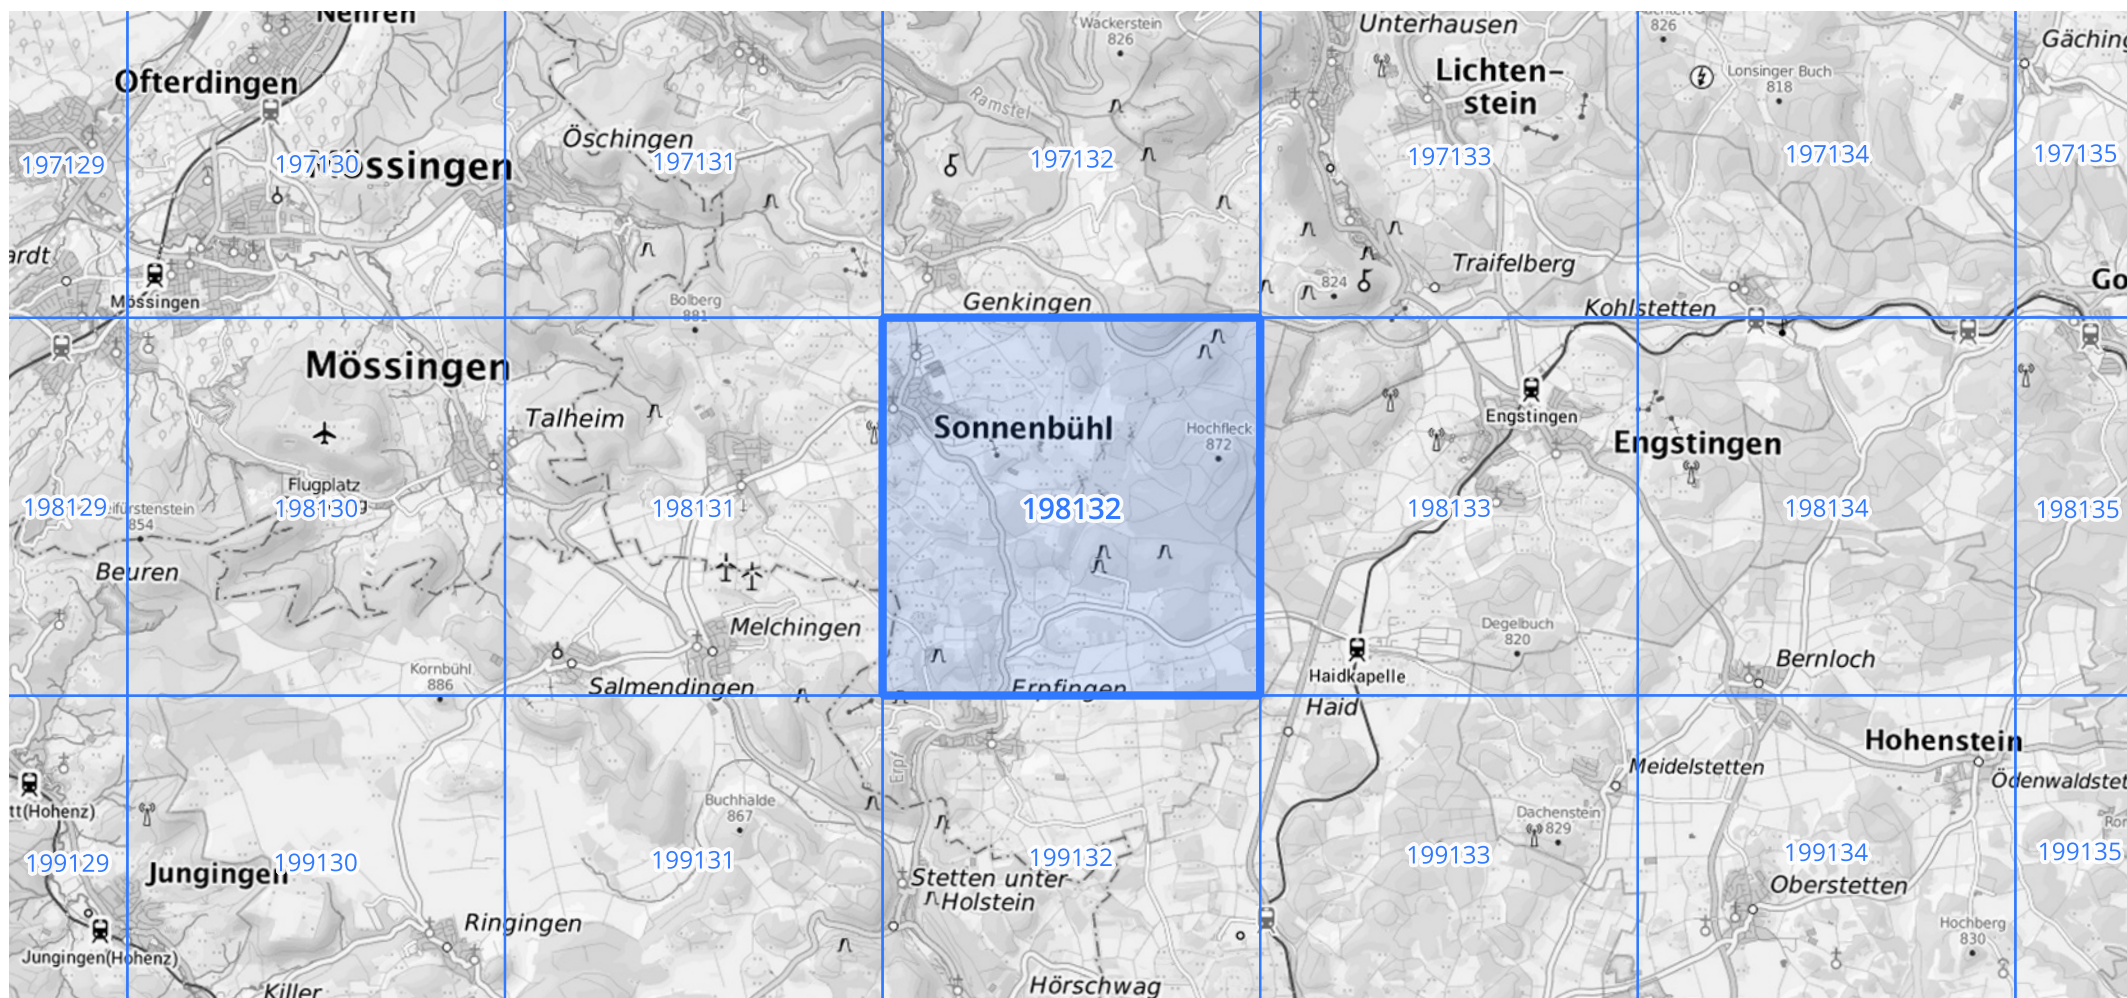 Nehren
Unterhausen
Wackerstein
826
826
Gäching
Ofterdingen
Lichten-
stein
Lonsinger Buch
818
Ramstel
Öschingen
197129
197130
Mössingen
197131
197132
197133
197134
197135
ardt
Traifelberg
824
Go
Mössingen
Bolberg
881
Genkingen
Kohlstetten
Mössingen
Talheim
Sonnenbühl
Hochfleck
872
Engstingen
Engstingen
Flugplatz
198129
ifürstenstein
854
198130
g
198131
198132
198133
198134
198135
Beuren
Melchingen
Degelbuch
820
Bernloch
Kornbühl
886
Salmendingen
Erpfingen
Haidkapelle
Haid
Hohenstein
Meidelstetten
Ödenwaldstet
tt(Hohenz)
Erpf
Buchhalde
867
Dachenstein
829
199129
Jungingen
199130
199131
199132
199133
199134
199135
Stetten unter
Holstein
Oberstetten
Ringingen
Hochberg
830
Jungingen(Hohenz)
Killer
Hörschwag